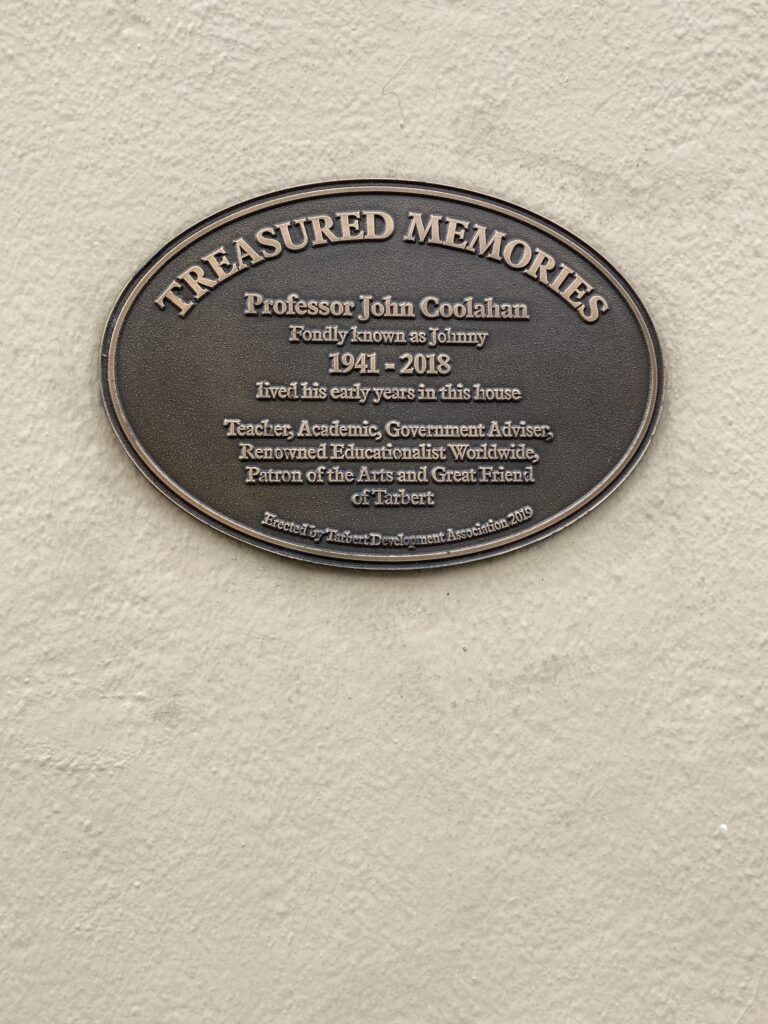 TREASURED MEMORIES
Professor John Coolahan
Fondly known as Johnny
1941 - 2018
lived his early years in this house
Teacher, Academic, Government Adviser,
Renowned Educationalist Worldwide,
Patron of the Arts and Great Friend
of Tarbert
Erected by Tarbert Development Association 2019